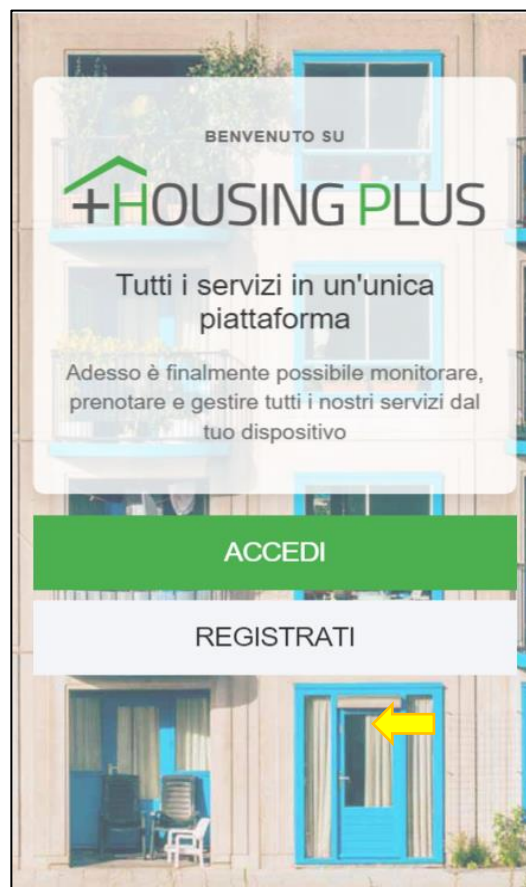 BENVENUTO SU
+HOUSING PLUS
Tutti i servizi in un'unica
piattaforma
Adesso è finalmente possibile monitorare,
prenotare e gestire tutti i nostri servizi dal
tuo dispositivo
ACCEDI
REGISTRATI